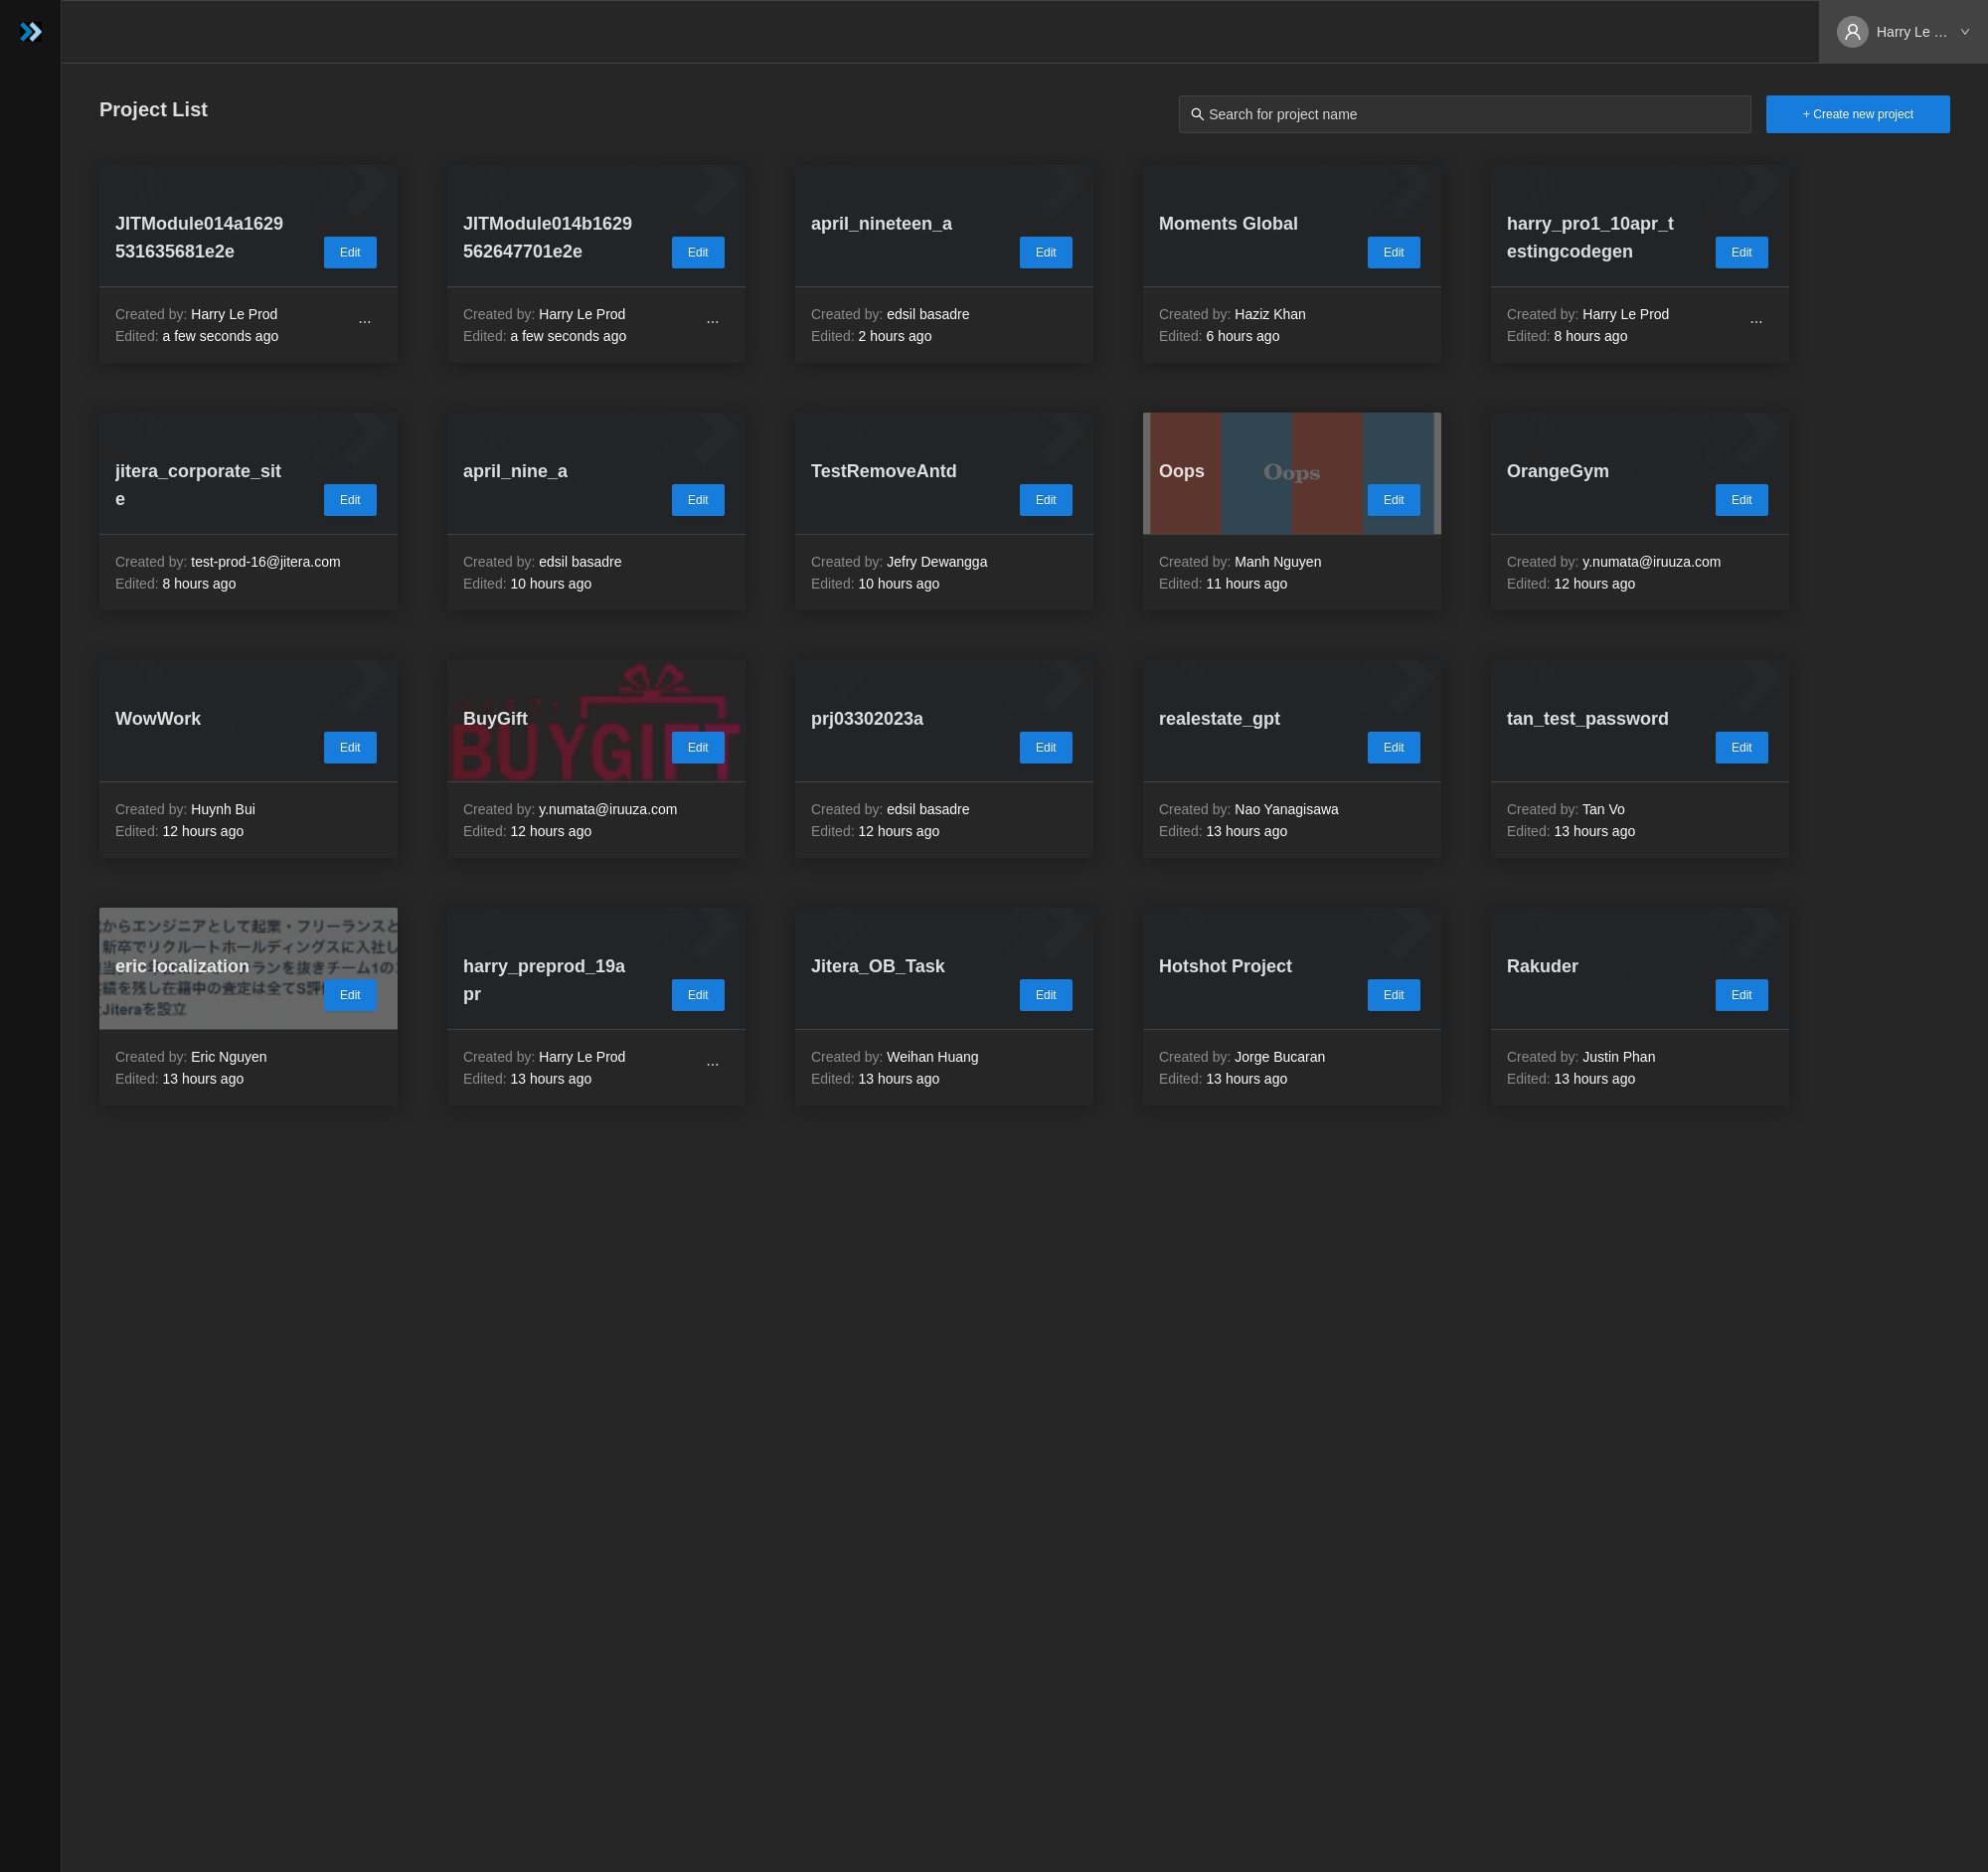 Harry Le ...
Project List
Search for project name
+ Create new project
JITModule014a1629
531635681e2e
Edit
Created by: Harry Le Prod
Edited: a few seconds ago
...
JITModule014b1629
562647701e2e
Edit
Created by: Harry Le Prod
Edited: a few seconds ago
...
april_nineteen_a
Edit
Created by: edsil basadre
Edited: 2 hours ago
Moments Global
Edit
Created by: Haziz Khan
Edited: 6 hours ago
harry_pro1_10apr_t
estingcodegen
Edit
Created by: Harry Le Prod
Edited: 8 hours ago
...
jitera_corporate_sit
e
Edit
Created by: test-prod-16@jitera.com
Edited: 8 hours ago
april_nine_a
Edit
Created by: edsil basadre
Edited: 10 hours ago
TestRemoveAntd
Edit
Created by: Jefry Dewangga
Edited: 10 hours ago
Oops
Oops
Edit
Created by: Manh Nguyen
Edited: 11 hours ago
OrangeGym
Edit
Created by: y.numata@iruuza.com
Edited: 12 hours ago
WowWork
Edit
Created by: Huynh Bui
Edited: 12 hours ago
BuyGift
BUYGIFT
Edit
Created by: y.numata@iruuza.com
Edited: 12 hours ago
prj03302023a
Edit
Created by: edsil basadre
Edited: 12 hours ago
realestate_gpt
Edit
Created by: Nao Yanagisawa
Edited: 13 hours ago
tan_test_password
Edit
Created by: Tan Vo
Edited: 13 hours ago
からエンジニアとして起業・フリーランスと
新卒でリクルートホールディングスに入社し
eric localization
ランを抜きチーム1の
績を残し在籍中の査定は全てS評
Edit
Jiteraを設立
Created by: Eric Nguyen
Edited: 13 hours ago
harry_preprod_19a
pr
Edit
Created by: Harry Le Prod
Edited: 13 hours ago
...
Jitera_OB_Task
Edit
Created by: Weihan Huang
Edited: 13 hours ago
Hotshot Project
Edit
Created by: Jorge Bucaran
Edited: 13 hours ago
Rakuder
Edit
Created by: Justin Phan
Edited: 13 hours ago